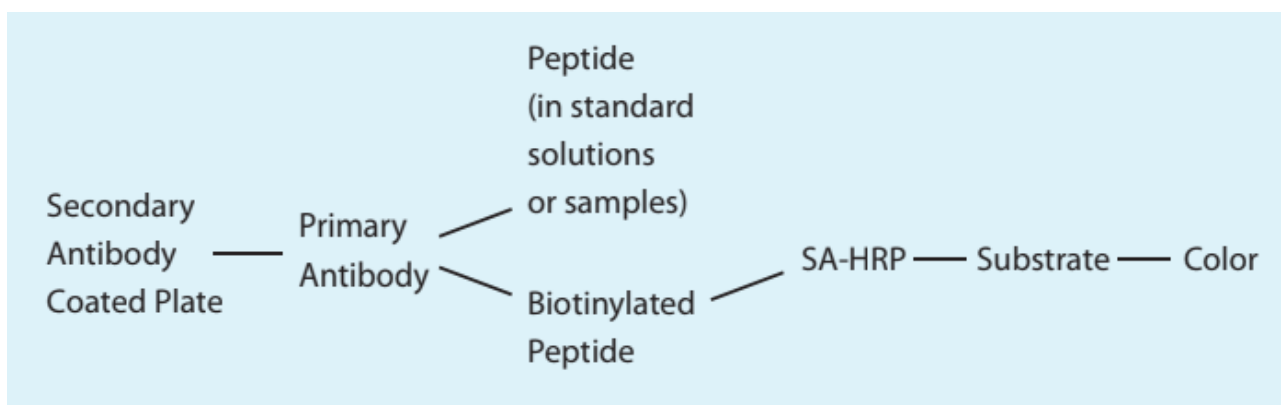 Secondary
Antibody
Coated Plate
Primary
Antibody
Peptide
(in standard
solutions
or samples)
Biotinylated
Peptide
SA-HRP
Substrate
Color